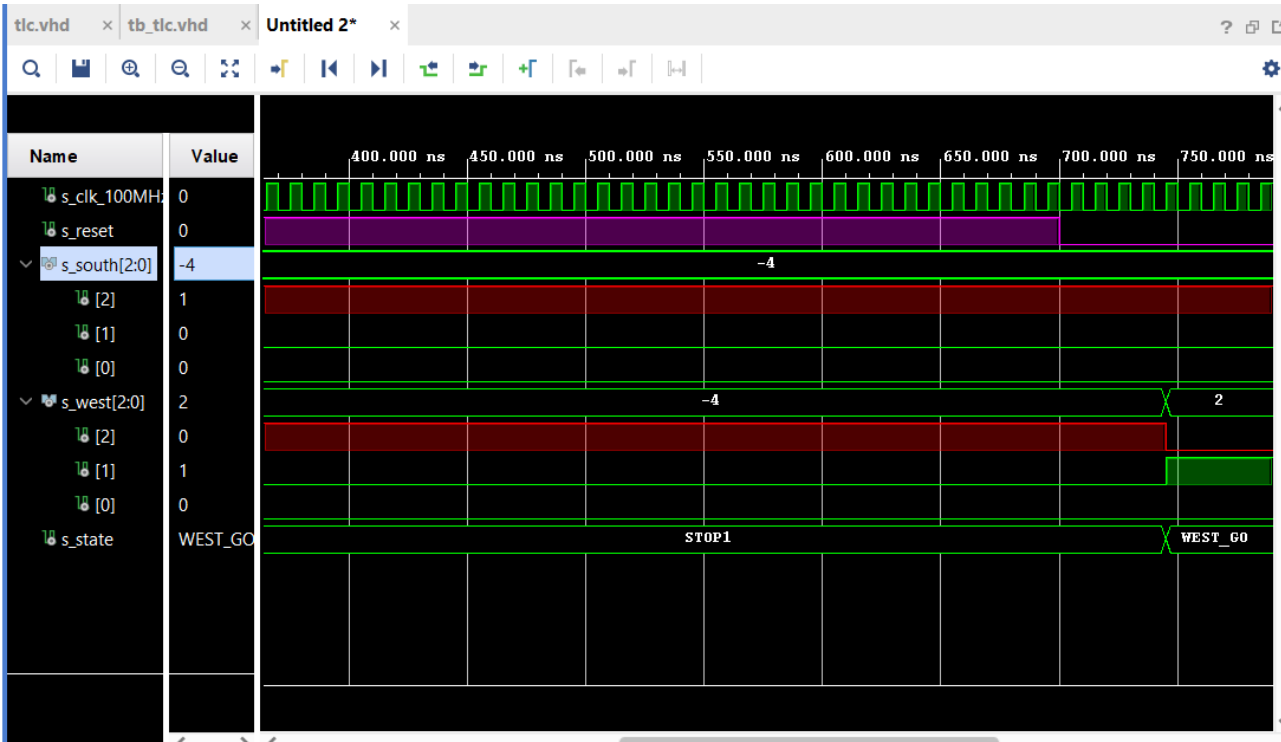 tlc.vhd × tb_tlc.vhd × Untitled 2* × ?
Name Value 400.000 ns 450.000 ns 500.000 ns 550.000 ns 600.000 ns 650.000 ns 700.000 ns 750.000 ns
s_clk_100MHz 0
s_reset 0
s_south[2:0] -4 -4
[2] 1
[1] 0
[0] 0
s_west[2:0] 2 -4 2
[2] 0
[1] 1
[0] 0
s_state WEST_GO STOP1 WEST_GO